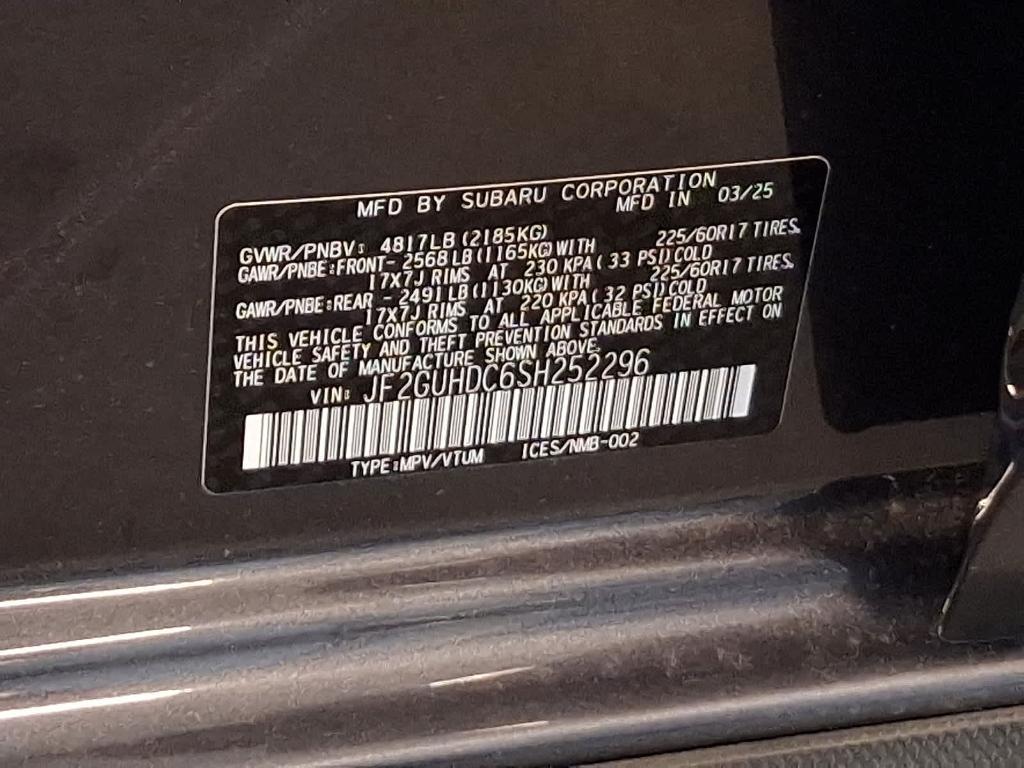 MFD BY SUBARU CORPORATION
MFD IN 03/25
GVWR/PNBV: 4817LB (2185KG)
GAWR/PNBE:FRONT- 2568LB(1165KG)WITH 225/60R17 TIRES.
17X7J RIMS AT 230 KPA( 33 PSI)COLD
GAWR/PNBE:REAR - 2491LB(1130KG)WITH 225/60R17 TIRES.
17X7J RIMS AT 220 KPA( 32 PSI)COLD
THIS VEHICLE CONFORMS TO ALL APPLICABLE FEDERAL MOTOR
VEHICLE SAFETY AND THEFT PREVENTION STANDARDS IN EFFECT ON
THE DATE OF MANUFACTURE SHOWN ABOVE.
VIN: JF2GUHDC6SH252296
TYPE:MPV/VTUM ICES/NMB-002